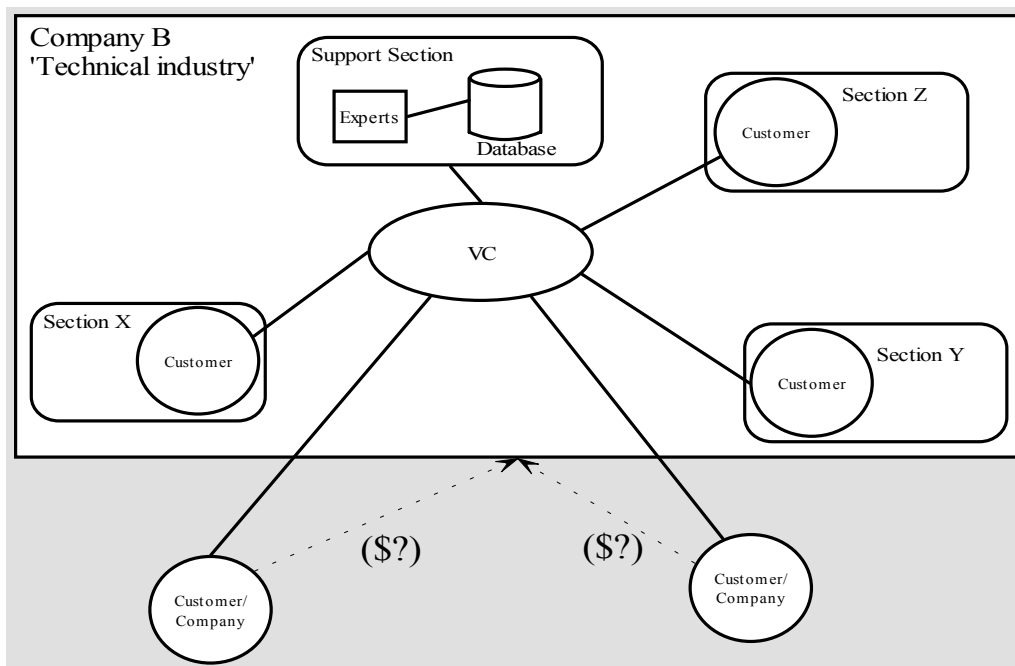 Company B
'Technical industry'
Support Section
Experts
Database
Section Z
Customer
VC
Section X
Customer
Section Y
Customer
($?)
($?)
Customer/
Company
Customer/
Company